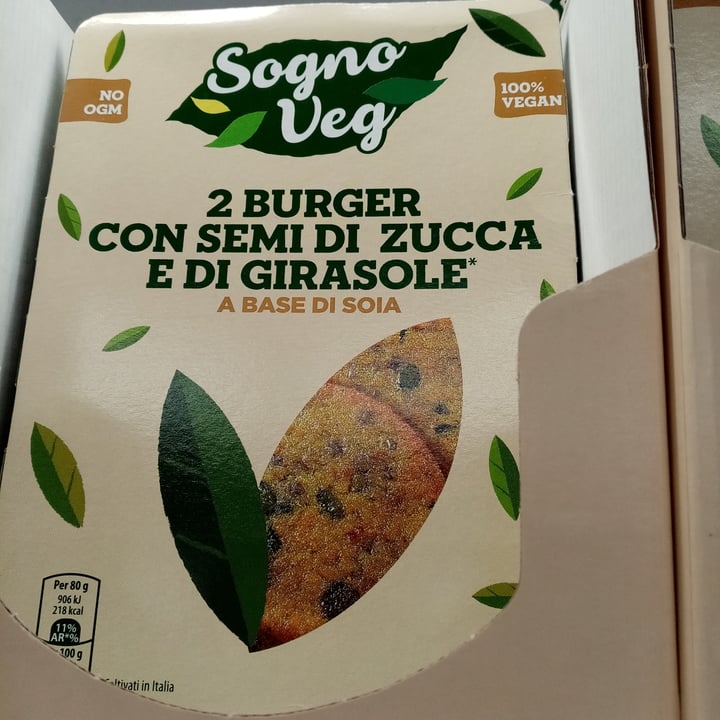 Sogno
Veg
NO
OGM
100%
VEGAN
2 BURGER
CON SEMI DI ZUCCA
E DI GIRASOLE*
A BASE DI SOIA
Per 80 g
906 kJ
218 kcal
11%
AR*%
100 g
in Italia